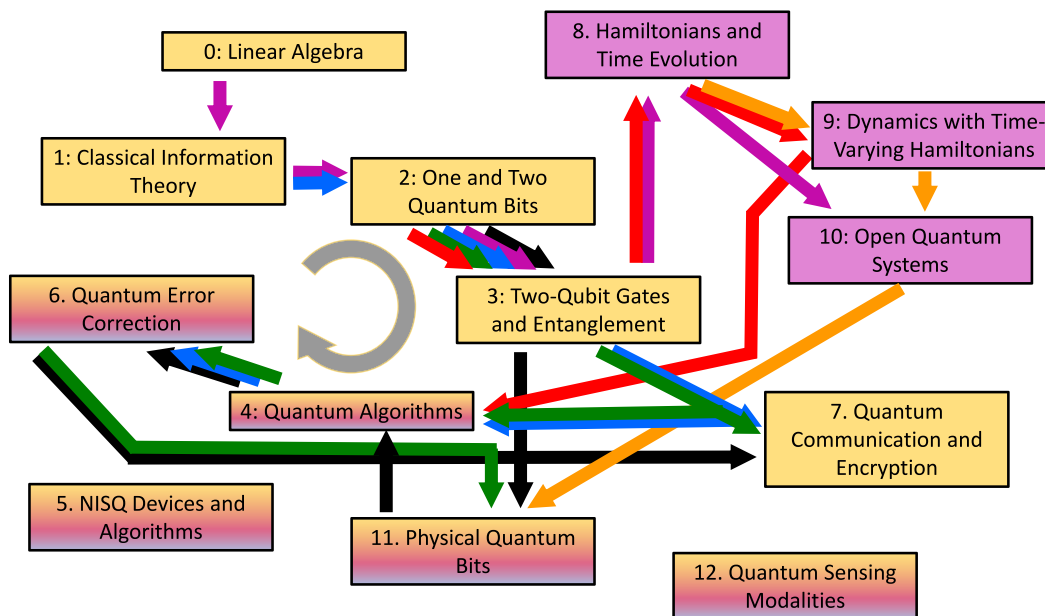 0: Linear Algebra
8. Hamiltonians and
Time Evolution
9: Dynamics with Time-
Varying Hamiltonians
1: Classical Information
Theory
2: One and Two
Quantum Bits
10: Open Quantum
Systems
6. Quantum Error
Correction
3: Two-Qubit Gates
and Entanglement
4: Quantum Algorithms
7. Quantum
Communication and
Encryption
5. NISQ Devices and
Algorithms
11. Physical Quantum
Bits
12. Quantum Sensing
Modalities